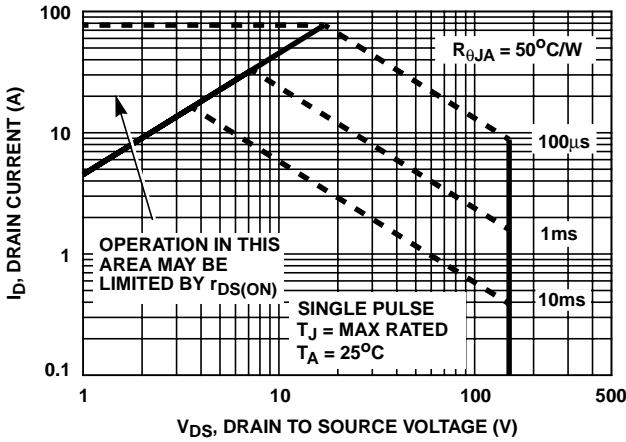 100
10
1
0.1
I_D, DRAIN CURRENT (A)
RθJA = 50°C/W
100μs
1ms
10ms
OPERATION IN THIS
AREA MAY BE
LIMITED BY rDS(ON)
SINGLE PULSE
TJ = MAX RATED
TA = 25°C
1
10
100
500
VDS, DRAIN TO SOURCE VOLTAGE (V)